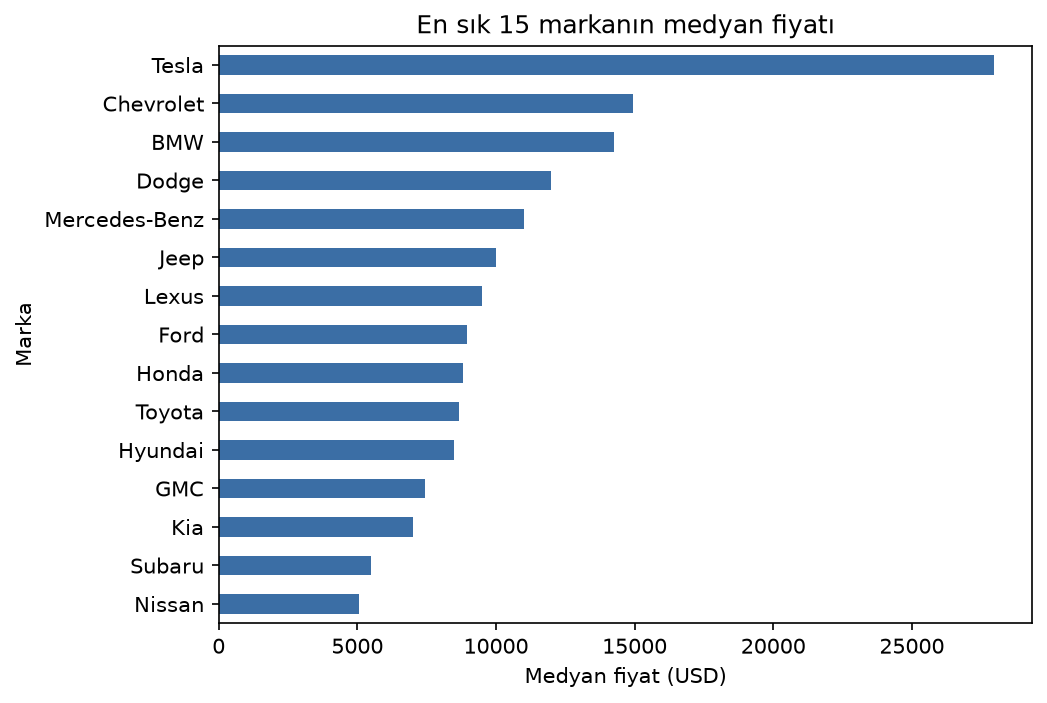 En sık 15 markanın medyan fiyatı
Marka
Tesla
Chevrolet
BMW
Dodge
Mercedes-Benz
Jeep
Lexus
Ford
Honda
Toyota
Hyundai
GMC
Kia
Subaru
Nissan
0 5000 10000 15000 20000 25000
Medyan fiyat (USD)